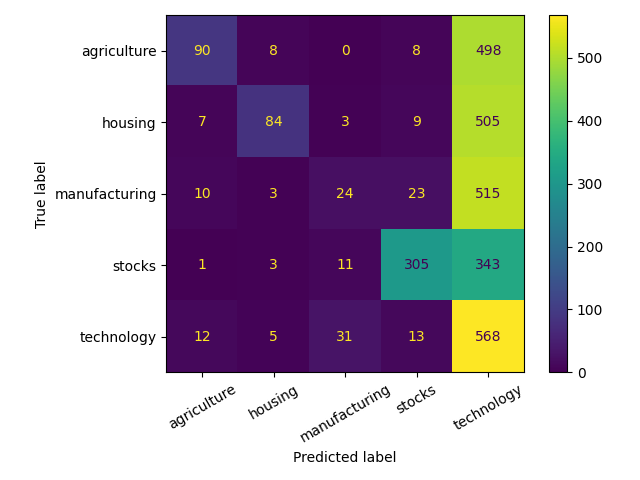 agriculture 90 8 0 8 498
housing 7 84 3 9 505
manufacturing 10 3 24 23 515
stocks 1 3 11 305 343
technology 12 5 31 13 568
agriculture housing manufacturing stocks technology
Predicted label
True label
500
400
300
200
100
0